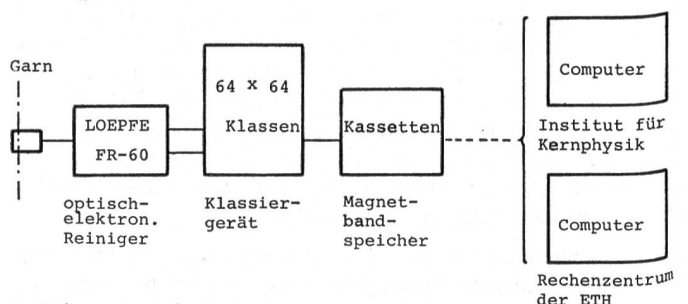 Garn
LOEPFE
FR-60
optisch-
elektron.
Reiniger
64 x 64
Klassen
Klassier-
gerät
Kassetten
Magnet-
band-
speicher
Computer
Institut für
Kernphysik
Computer
Rechenzentrum
der ETH